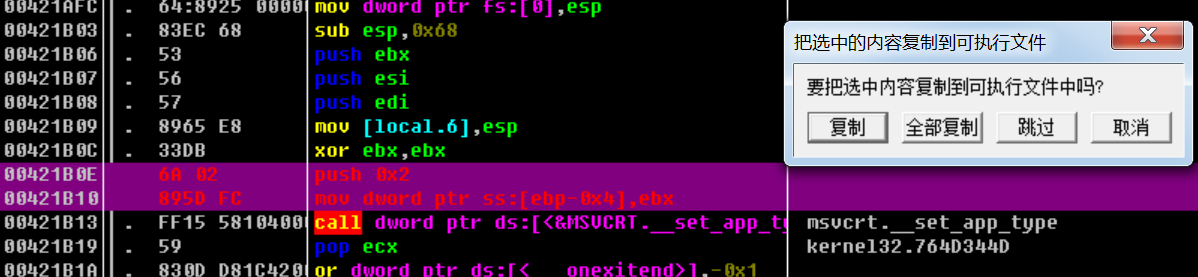 00421AFC . 64:8925 00000 mov dword ptr fs:[0],esp
00421B03 . 83EC 68 sub esp,0x68
00421B06 . 53 push ebx
00421B07 . 56 push esi
00421B08 . 57 push edi
00421B09 . 8965 E8 mov [local.6],esp
00421B0C . 33DB xor ebx,ebx
00421B0E 6A 02 push 0x2
00421B10 895D FC mov dword ptr ss:[ebp-0x4],ebx
00421B13 . FF15 58104000 call dword ptr ds:[<&MSVCRT.__set_app_ty msvcrt.__set_app_type
00421B19 . 59 pop ecx kernel32.764D344D
00421B1A . 830D D81C4200 or dword ptr ds:[<__onexitend>],-0x1
把选中的内容复制到可执行文件
要把选中内容复制到可执行文件中吗?
复制 全部复制 跳过 取消